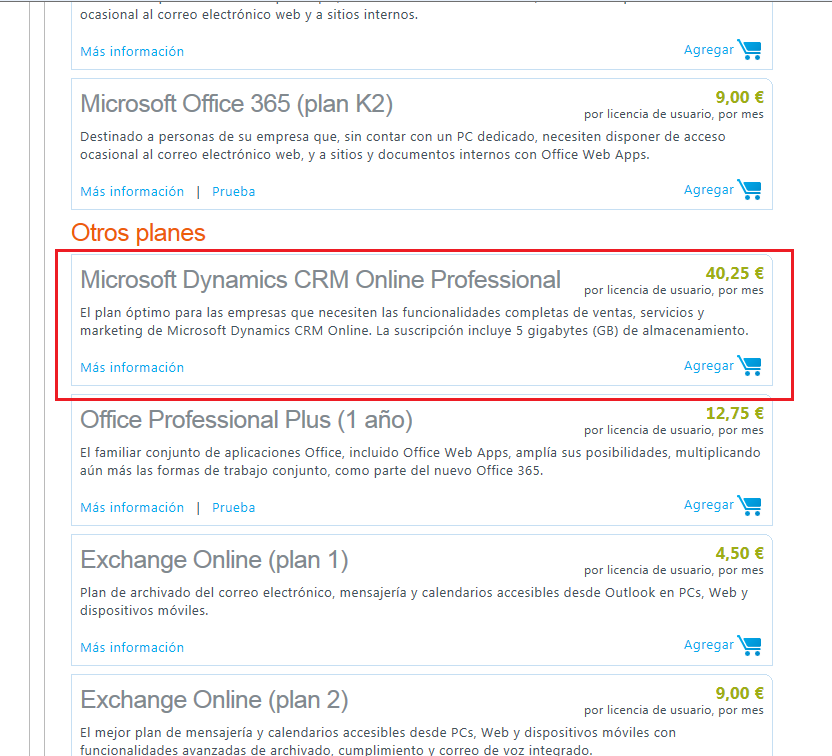 ocasional al correo electrónico web y a sitios internos.
Más información
Agregar
Microsoft Office 365 (plan K2)
9,00 €
por licencia de usuario, por mes
Destinado a personas de su empresa que, sin contar con un PC dedicado, necesiten disponer de acceso
ocasional al correo electrónico web, y a sitios y documentos internos con Office Web Apps.
Más información | Prueba
Agregar
Otros planes
Microsoft Dynamics CRM Online Professional
40,25 €
por licencia de usuario, por mes
El plan óptimo para las empresas que necesiten las funcionalidades completas de ventas, servicios y
marketing de Microsoft Dynamics CRM Online. La suscripción incluye 5 gigabytes (GB) de almacenamiento.
Más información
Agregar
Office Professional Plus (1 año)
12,75 €
por licencia de usuario, por mes
El familiar conjunto de aplicaciones Office, incluido Office Web Apps, amplía sus posibilidades, multiplicando
aún más las formas de trabajo conjunto, como parte del nuevo Office 365.
Más información | Prueba
Agregar
Exchange Online (plan 1)
4,50 €
por licencia de usuario, por mes
Plan de archivado del correo electrónico, mensajería y calendarios accesibles desde Outlook en PCs, Web y
dispositivos móviles.
Más información
Agregar
Exchange Online (plan 2)
9,00 €
por licencia de usuario, por mes
El mejor plan de mensajería y calendarios accesibles desde PCs, Web y dispositivos móviles con
funcionalidades avanzadas de archivado, cumplimiento y correo de voz integrado.